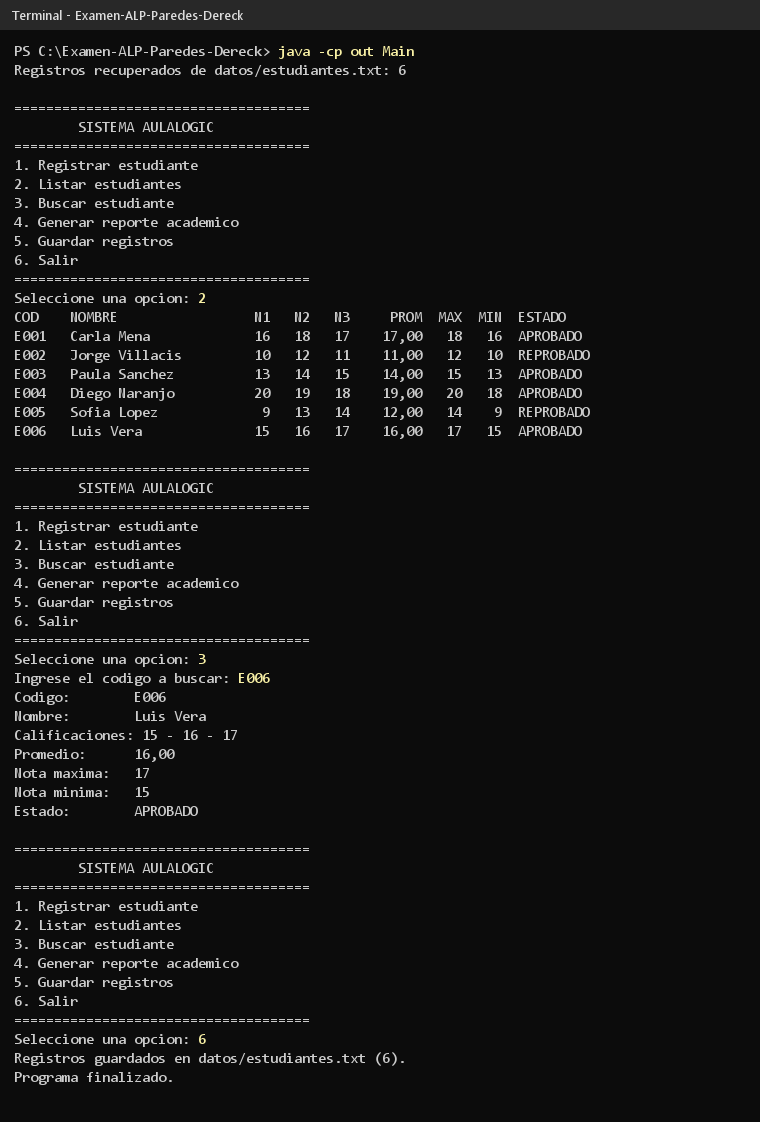 Terminal - Examen-ALP-Paredes-Dereck
PS C:\Examen-ALP-Paredes-Dereck> java -cp out Main
Registros recuperados de datos/estudiantes.txt: 6
=====================================
SISTEMA AULALOGIC
=====================================
1. Registrar estudiante
2. Listar estudiantes
3. Buscar estudiante
4. Generar reporte academico
5. Guardar registros
6. Salir
=====================================
Seleccione una opcion: 2
COD    NOMBRE                 N1   N2   N3     PROM  MAX  MIN  ESTADO
E001   Carla Mena             16   18   17    17,00   18   16  APROBADO
E002   Jorge Villacis         10   12   11    11,00   12   10  REPROBADO
E003   Paula Sanchez          13   14   15    14,00   15   13  APROBADO
E004   Diego Naranjo          20   19   18    19,00   20   18  APROBADO
E005   Sofia Lopez             9   13   14    12,00   14    9  REPROBADO
E006   Luis Vera              15   16   17    16,00   17   15  APROBADO
=====================================
SISTEMA AULALOGIC
=====================================
1. Registrar estudiante
2. Listar estudiantes
3. Buscar estudiante
4. Generar reporte academico
5. Guardar registros
6. Salir
=====================================
Seleccione una opcion: 3
Ingrese el codigo a buscar: E006
Codigo:        E006
Nombre:        Luis Vera
Calificaciones: 15 - 16 - 17
Promedio:      16,00
Nota maxima:   17
Nota minima:   15
Estado:        APROBADO
=====================================
SISTEMA AULALOGIC
=====================================
1. Registrar estudiante
2. Listar estudiantes
3. Buscar estudiante
4. Generar reporte academico
5. Guardar registros
6. Salir
=====================================
Seleccione una opcion: 6
Registros guardados en datos/estudiantes.txt (6).
Programa finalizado.